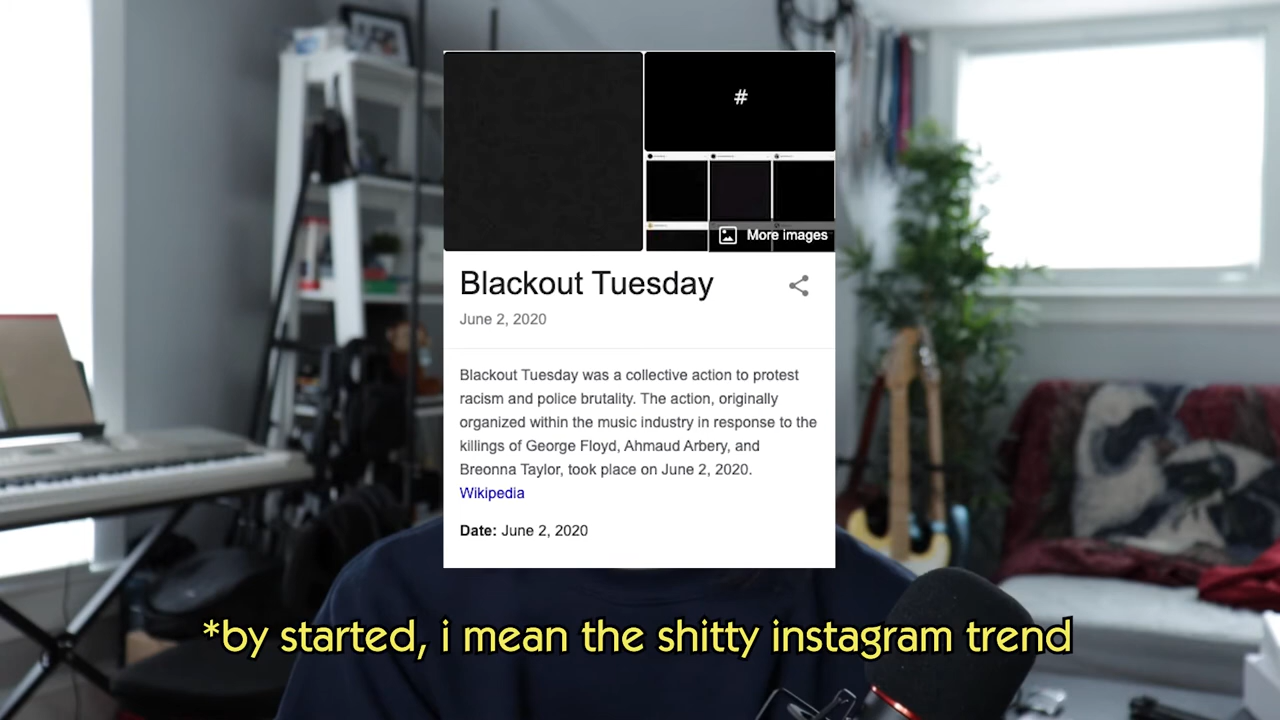 #
More images
Blackout Tuesday
June 2, 2020
Blackout Tuesday was a collective action to protest
racism and police brutality. The action, originally
organized within the music industry in response to the
killings of George Floyd, Ahmaud Arbery, and
Breonna Taylor, took place on June 2, 2020.
Wikipedia
Date: June 2, 2020
*by started, i mean the shitty instagram trend